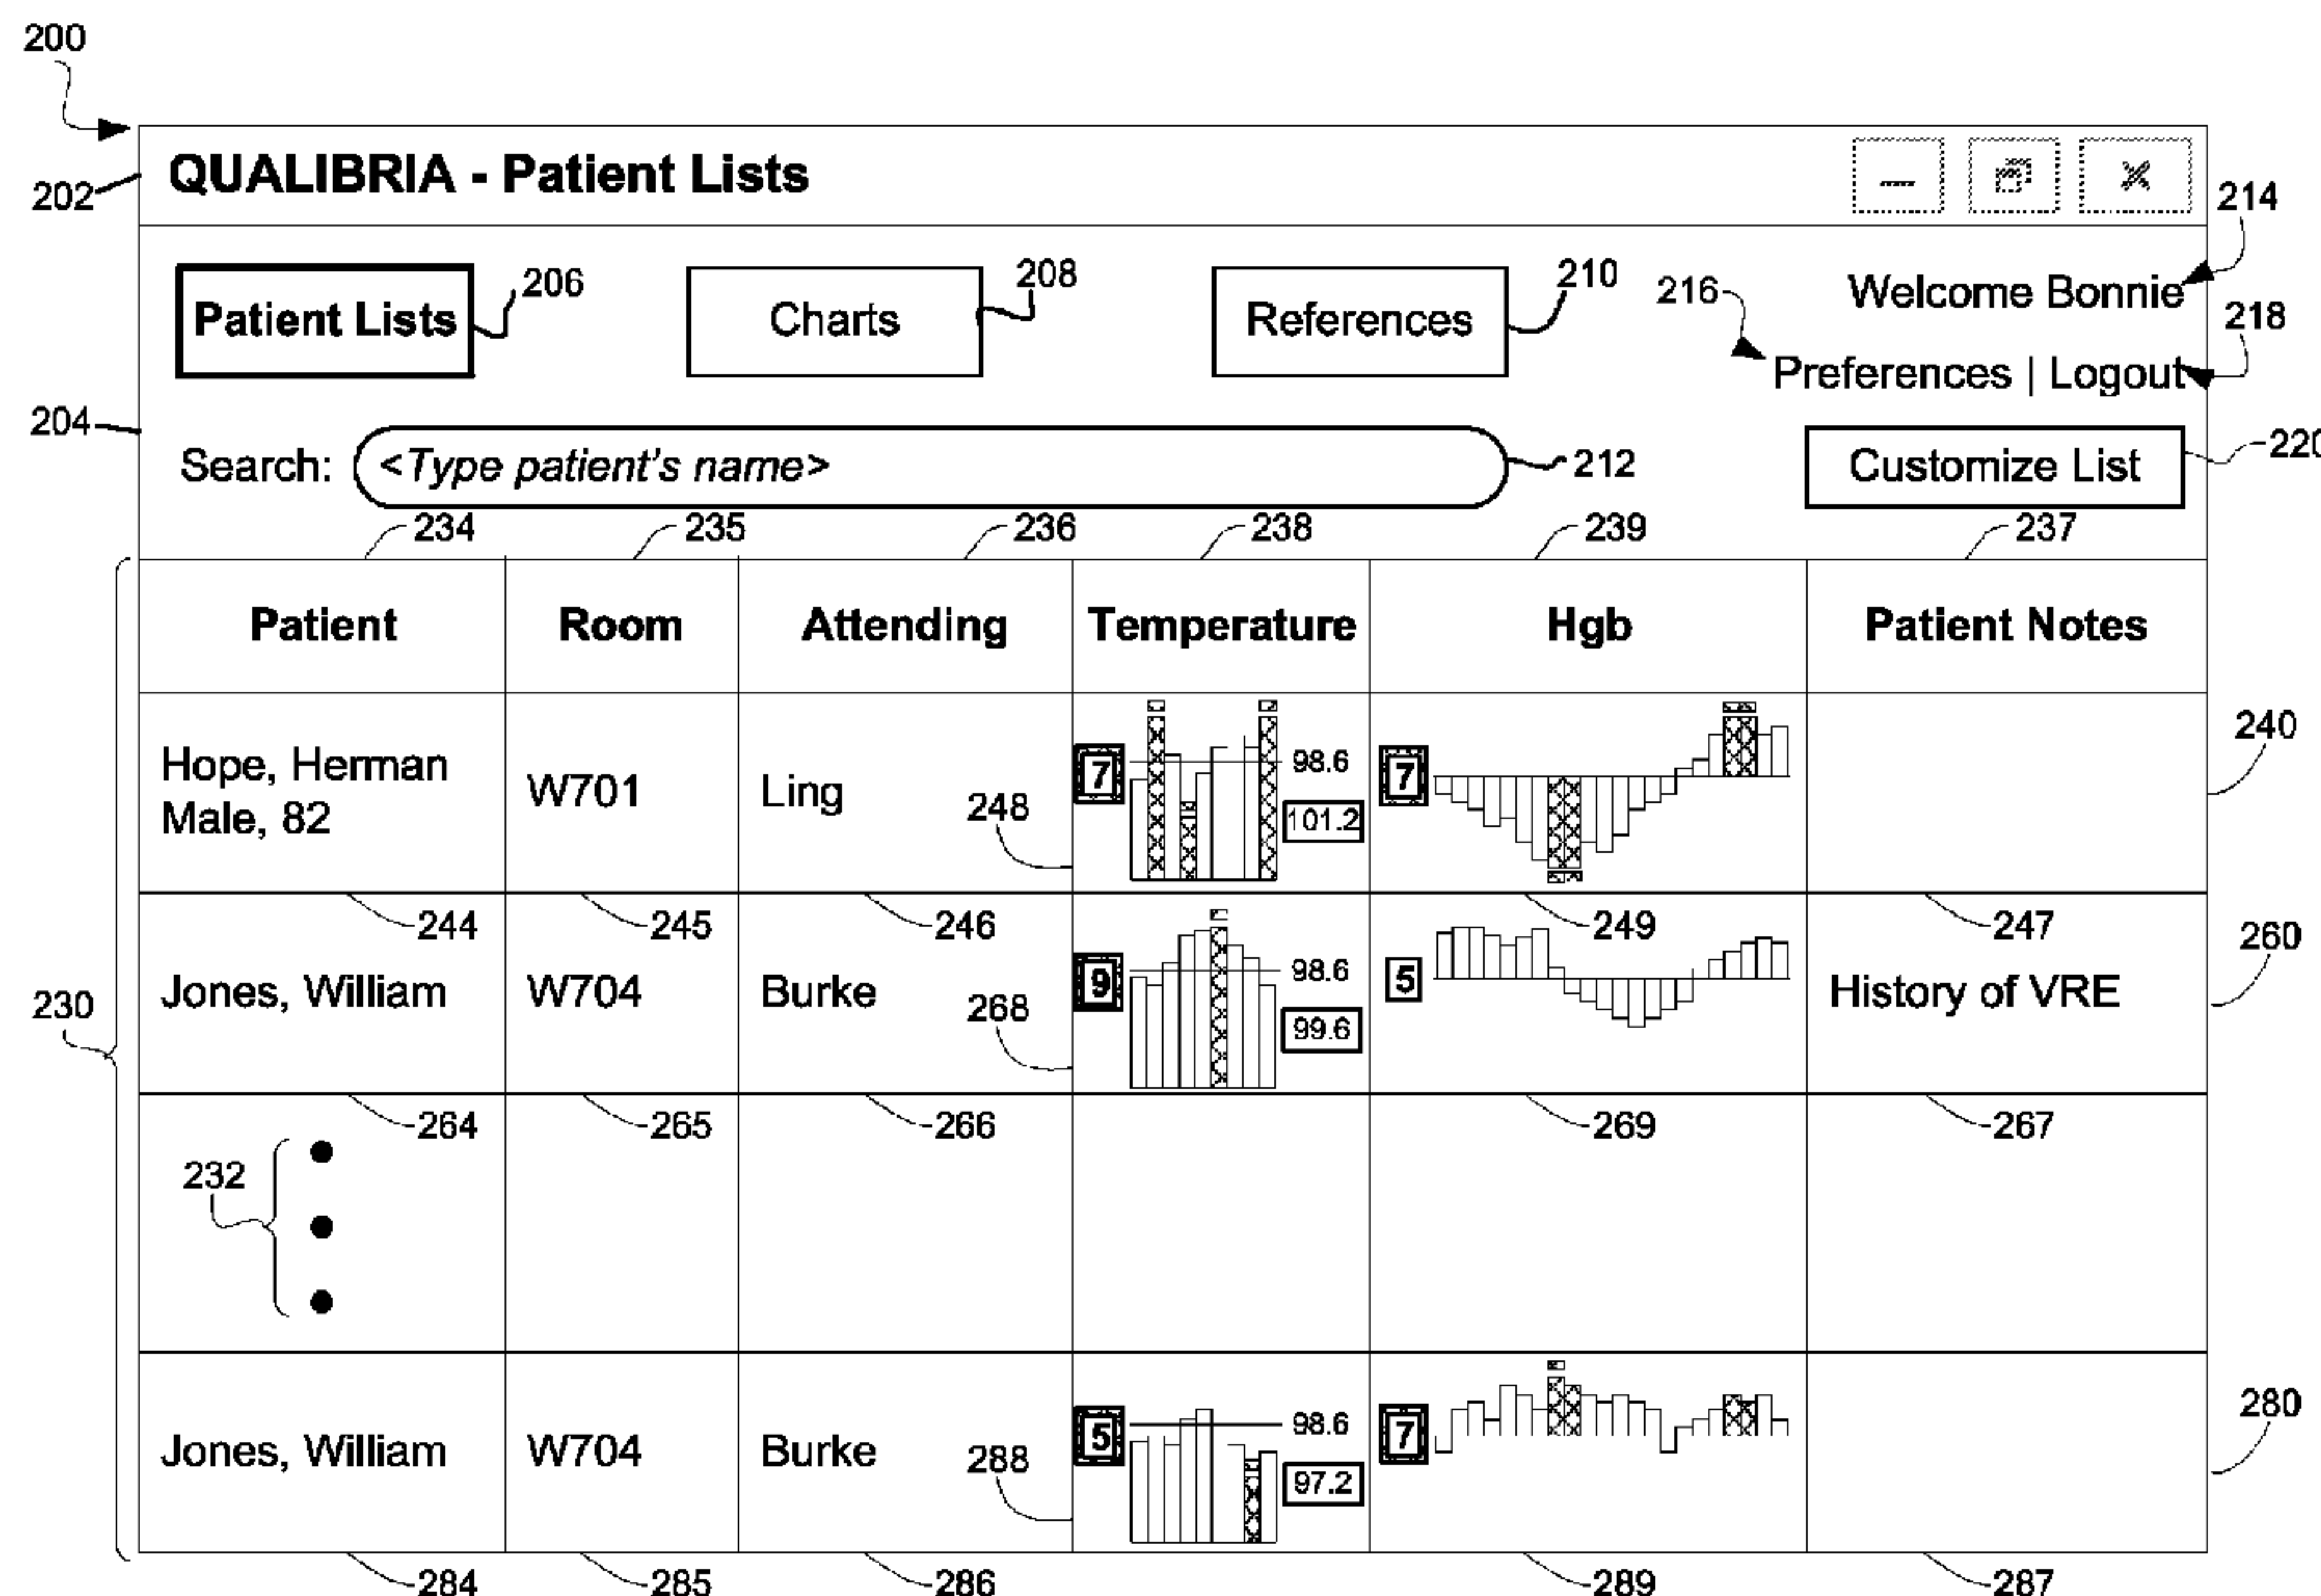 200
202
QUALIBRIA - Patient Lists
214
Patient Lists
206
Charts
208
References
210
216
Welcome Bonnie
218
Preferences | Logout
204
Search:
<Type patient's name>
212
Customize List
220
234
235
236
238
239
237
Patient
Room
Attending
Temperature
Hgb
Patient Notes
Hope, Herman
Male, 82
W701
Ling
248
7
98.6
101.2
7
240
244
245
246
249
247
230
Jones, William
W704
Burke
268
9
98.6
99.6
5
History of VRE
260
264
265
266
269
267
232
Jones, William
W704
Burke
288
5
98.6
97.2
7
280
284
285
286
289
287